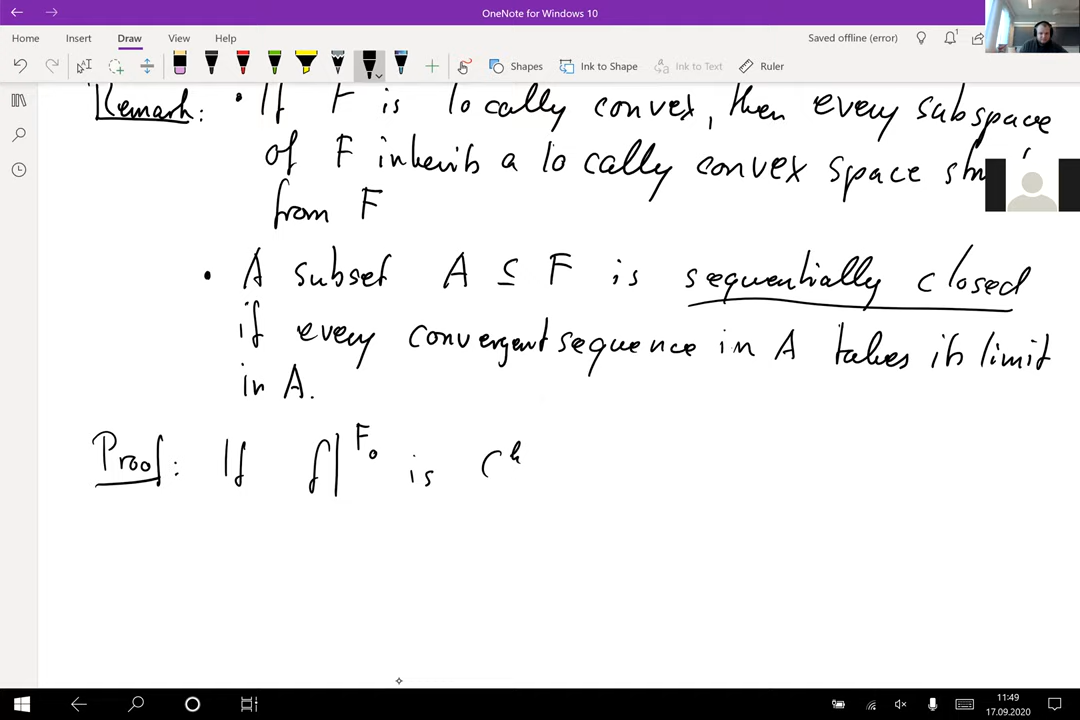 OneNote for Windows 10
Home Insert Draw View Help
Saved offline (error)
Shapes Ink to Shape Ink to Text Ruler
Remark: • If F is locally convex, then every subspace
of F inherits a locally convex space
from F
• A subset A ⊆ F is sequentially closed
if every convergent sequence in A takes its limit
in A.
Proof: If f|^{F_0} is C^k
11:49
17.09.2020